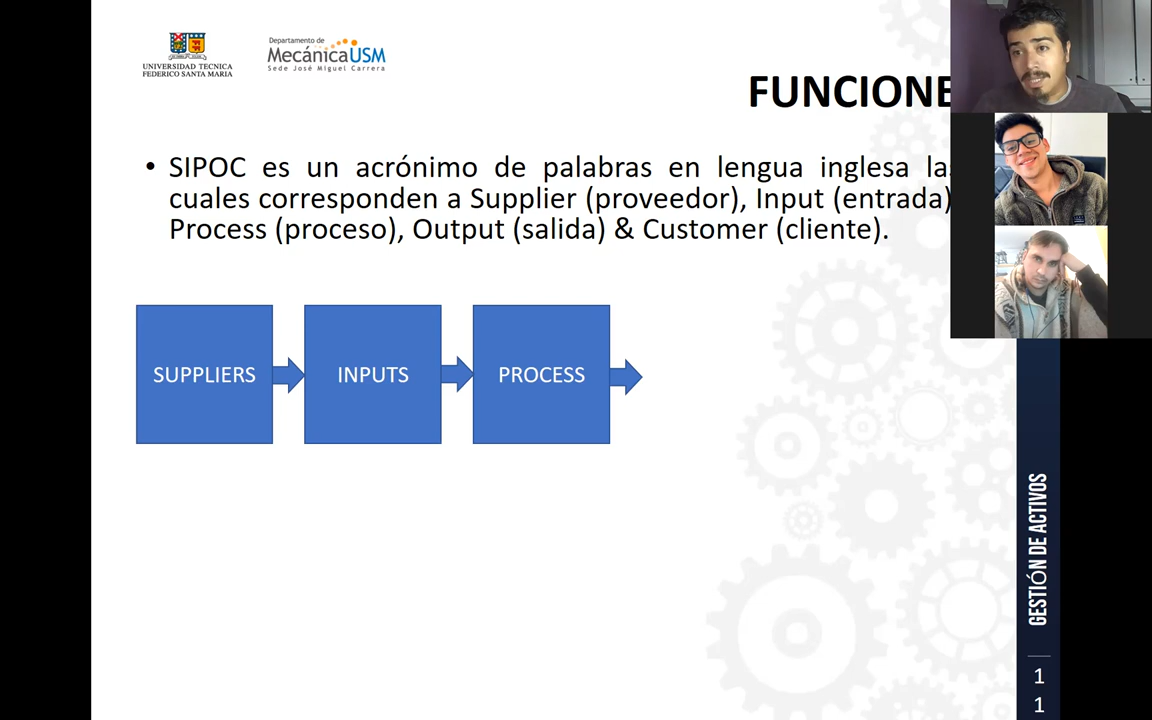 UNIVERSIDAD TECNICA
FEDERICO SANTA MARIA
Departamento de
MecánicaUSM
Sede José Miguel Carrera
FUNCIONE
• SIPOC es un acrónimo de palabras en lengua inglesa las
cuales corresponden a Supplier (proveedor), Input (entrada)
Process (proceso), Output (salida) & Customer (cliente).
SUPPLIERS
INPUTS
PROCESS
GESTIÓN DE ACTIVOS
1
1